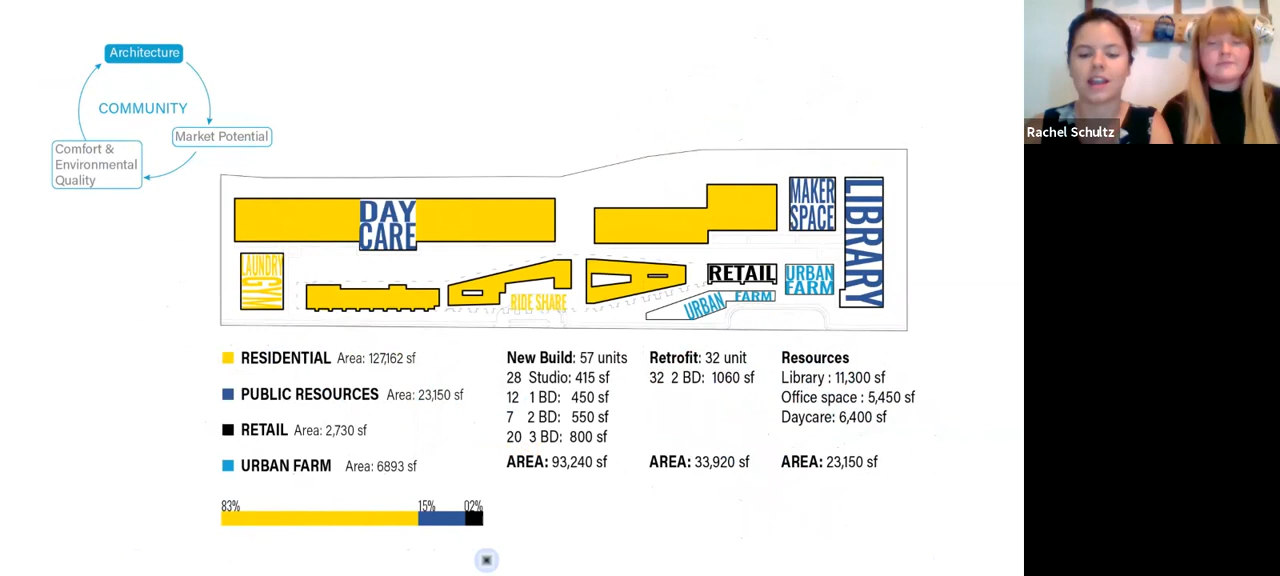 Architecture
COMMUNITY
Market Potential
Comfort &
Environmental
Quality
Rachel Schultz
DAY
CARE
MAKER
SPACE
LIBRARY
LAUNDRY
GYM
RIDE SHARE
RETAIL
URBAN
FARM
URBAN FARM
RESIDENTIAL Area: 127,162 sf
PUBLIC RESOURCES Area: 23,150 sf
RETAIL Area: 2,730 sf
URBAN FARM Area: 6893 sf
83% 15% 02%
New Build: 57 units
28 Studio: 415 sf
12 1 BD: 450 sf
7 2 BD: 550 sf
20 3 BD: 800 sf
AREA: 93,240 sf
Retrofit: 32 unit
32 2 BD: 1060 sf
AREA: 33,920 sf
Resources
Library : 11,300 sf
Office space : 5,450 sf
Daycare: 6,400 sf
AREA: 23,150 sf